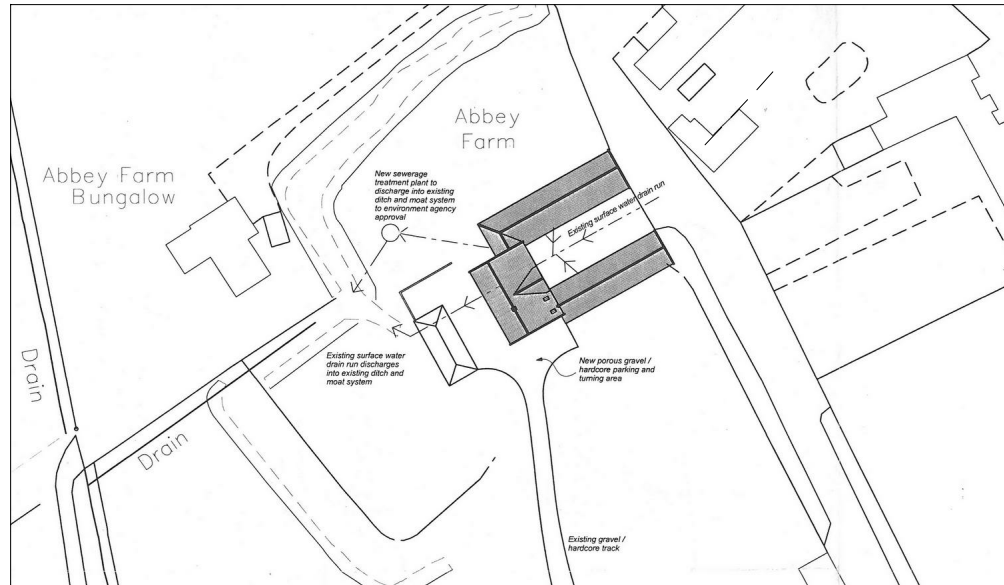 Abbey
Farm
Abbey Farm
Bungalow
New sewerage
treatment plant to
discharge into existing
ditch and moat system
to environment agency
approval
Existing surface water drain run
Existing surface water
drain run discharges
into existing ditch and
moat system
New porous gravel /
hardcore parking and
turning area
Drain
Drain
Existing gravel /
hardcore track